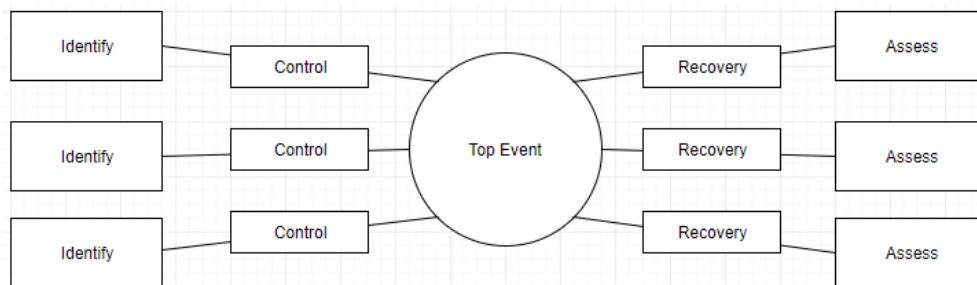 Identify
Control
Recovery
Assess
Identify
Control
Top Event
Recovery
Assess
Identify
Control
Recovery
Assess